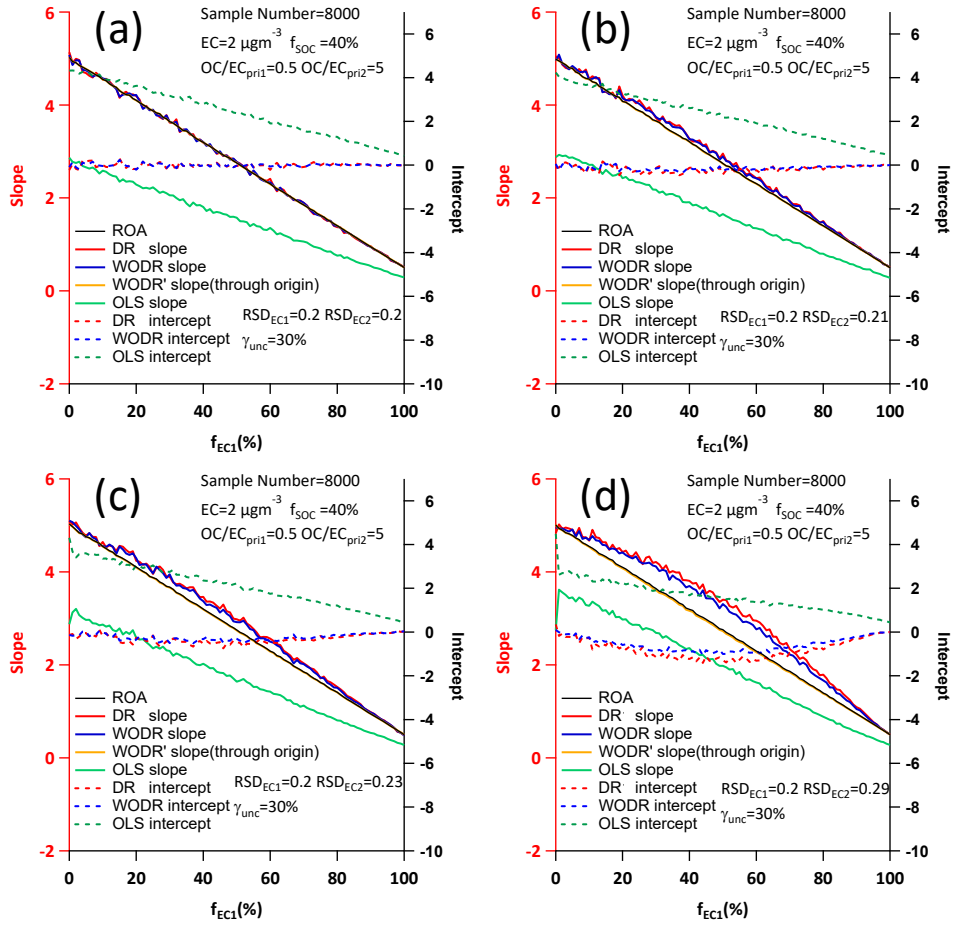 (a)
Sample Number=8000
EC=2 µgm-3 fSOC =40%
OC/ECpri1=0.5 OC/ECpri2=5
6
4
2
0
-2
Slope
ROA
DR slope
WODR slope
WODR' slope(through origin)
OLS slope
DR intercept
WODR intercept
OLS intercept
RSDEC1=0.2 RSDEC2=0.2
γunc=30%
6
4
2
0
-2
-4
-6
-8
-10
Intercept
0 20 40 60 80 100
fEC1(%)
(b)
Sample Number=8000
EC=2 µgm-3 fSOC =40%
OC/ECpri1=0.5 OC/ECpri2=5
6
4
2
0
-2
Slope
ROA
DR slope
WODR slope
WODR' slope(through origin)
OLS slope
DR intercept
WODR intercept
OLS intercept
RSDEC1=0.2 RSDEC2=0.21
γunc=30%
6
4
2
0
-2
-4
-6
-8
-10
Intercept
0 20 40 60 80 100
fEC1(%)
(c)
Sample Number=8000
EC=2 µgm-3 fSOC =40%
OC/ECpri1=0.5 OC/ECpri2=5
6
4
2
0
-2
Slope
ROA
DR slope
WODR slope
WODR' slope(through origin)
OLS slope
DR intercept
WODR intercept
OLS intercept
RSDEC1=0.2 RSDEC2=0.23
γunc=30%
6
4
2
0
-2
-4
-6
-8
-10
Intercept
0 20 40 60 80 100
fEC1(%)
(d)
Sample Number=8000
EC=2 µgm-3 fSOC =40%
OC/ECpri1=0.5 OC/ECpri2=5
6
4
2
0
-2
Slope
ROA
DR slope
WODR slope
WODR' slope(through origin)
OLS slope
DR intercept
WODR intercept
OLS intercept
RSDEC1=0.2 RSDEC2=0.29
γunc=30%
6
4
2
0
-2
-4
-6
-8
-10
Intercept
0 20 40 60 80 100
fEC1(%)